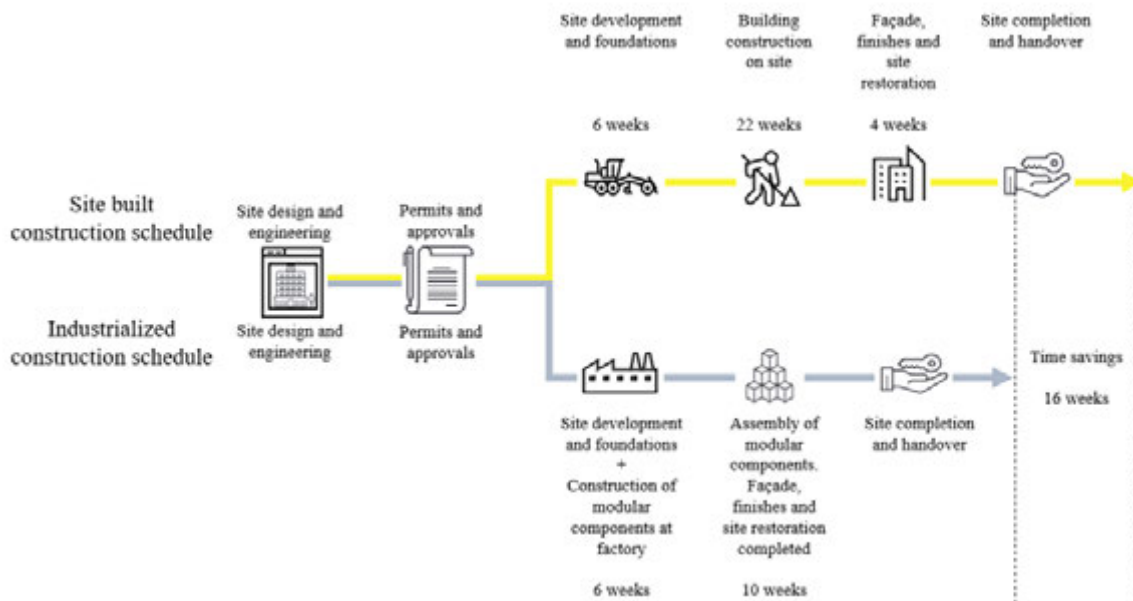 Site development
and foundations
6 weeks
Building
construction
on site
22 weeks
Façade,
finishes and
site
restoration
4 weeks
Site completion
and handover
Site built
construction schedule
Site design and
engineering
Permits and
approvals
Industrialized
construction schedule
Site design and
engineering
Permits and
approvals
Site development
and foundations
+
Construction of
modular
components at
factory
6 weeks
Assembly of
modular
components.
Façade,
finishes and
site restoration
completed
10 weeks
Site completion
and handover
Time savings
16 weeks